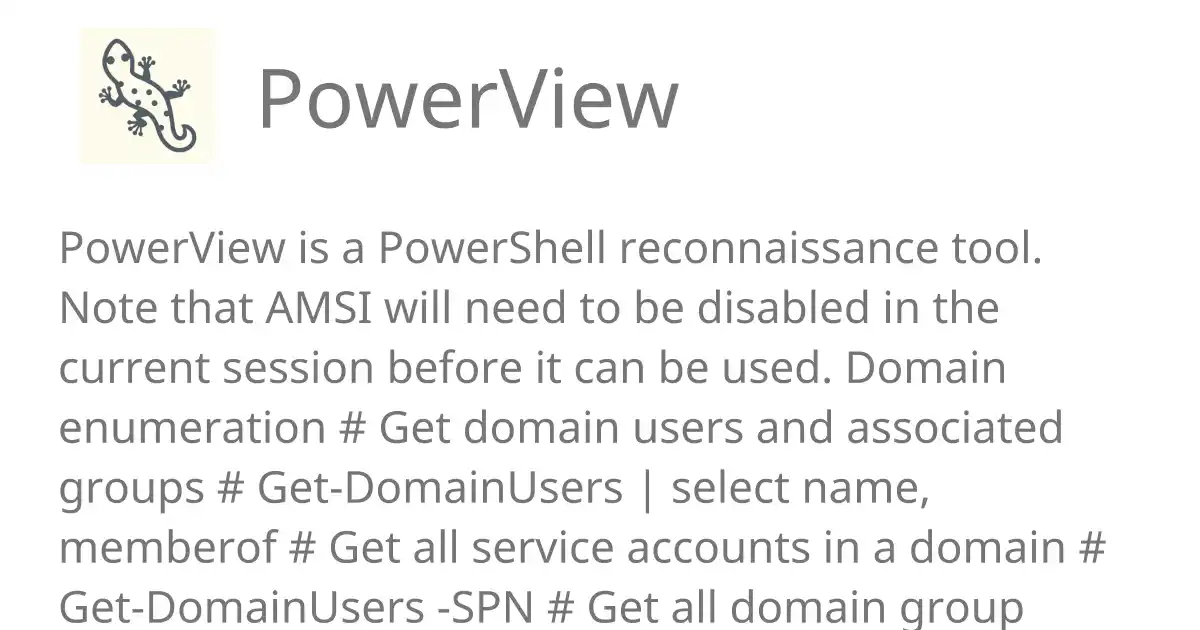 PowerView
PowerView is a PowerShell reconnaissance tool.
Note that AMSI will need to be disabled in the
current session before it can be used. Domain
enumeration # Get domain users and associated
groups # Get-DomainUsers | select name,
memberof # Get all service accounts in a domain #
Get-DomainUsers -SPN # Get all domain group